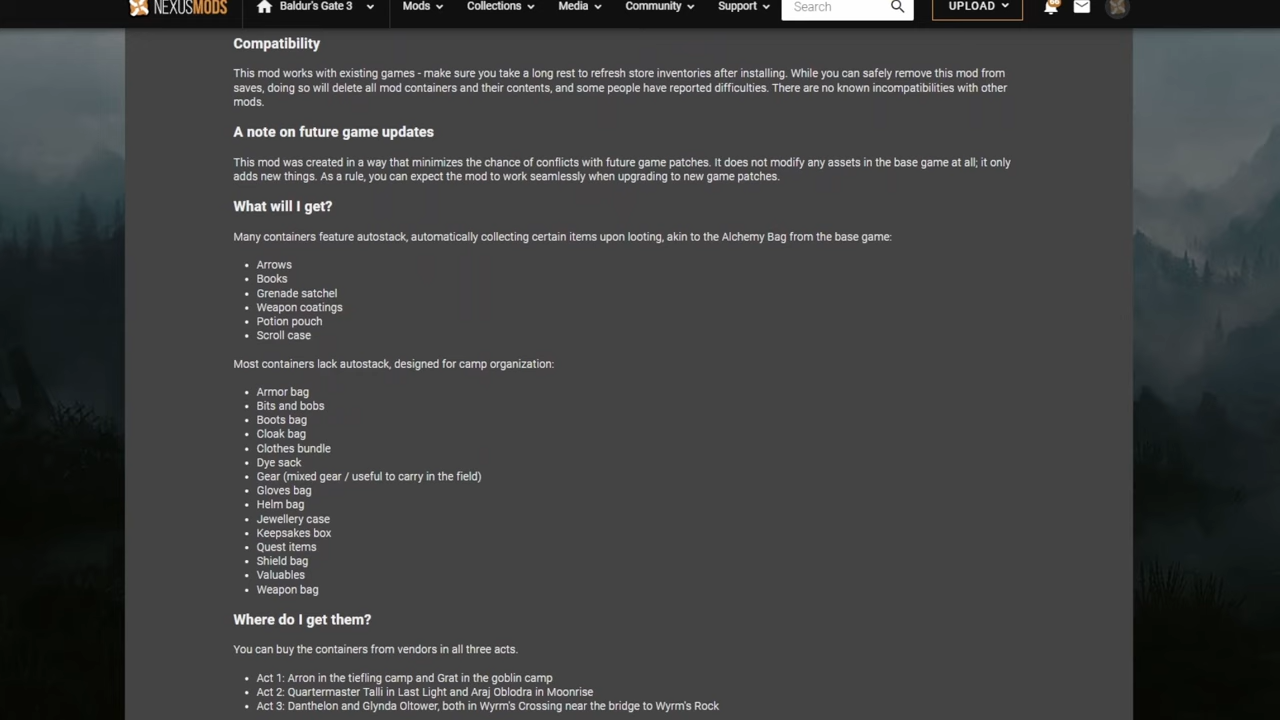 NEXUSMODS
Baldur's Gate 3
Mods
Collections
Media
Community
Support
Search
UPLOAD
Compatibility
This mod works with existing games - make sure you take a long rest to refresh store inventories after installing. While you can safely remove this mod from
saves, doing so will delete all mod containers and their contents, and some people have reported difficulties. There are no known incompatibilities with other
mods.
A note on future game updates
This mod was created in a way that minimizes the chance of conflicts with future game patches. It does not modify any assets in the base game at all; it only
adds new things. As a rule, you can expect the mod to work seamlessly when upgrading to new game patches.
What will I get?
Many containers feature autostack, automatically collecting certain items upon looting, akin to the Alchemy Bag from the base game:
• Arrows
• Books
• Grenade satchel
• Weapon coatings
• Potion pouch
• Scroll case
Most containers lack autostack, designed for camp organization:
• Armor bag
• Bits and bobs
• Boots bag
• Cloak bag
• Clothes bundle
• Dye sack
• Gear (mixed gear / useful to carry in the field)
• Gloves bag
• Helm bag
• Jewellery case
• Keepsakes box
• Quest items
• Shield bag
• Valuables
• Weapon bag
Where do I get them?
You can buy the containers from vendors in all three acts.
• Act 1: Arron in the tiefling camp and Grat in the goblin camp
• Act 2: Quartermaster Talli in Last Light and Araj Oblodra in Moonrise
• Act 3: Danthelon and Glynda Oltower, both in Wyrm's Crossing near the bridge to Wyrm's Rock